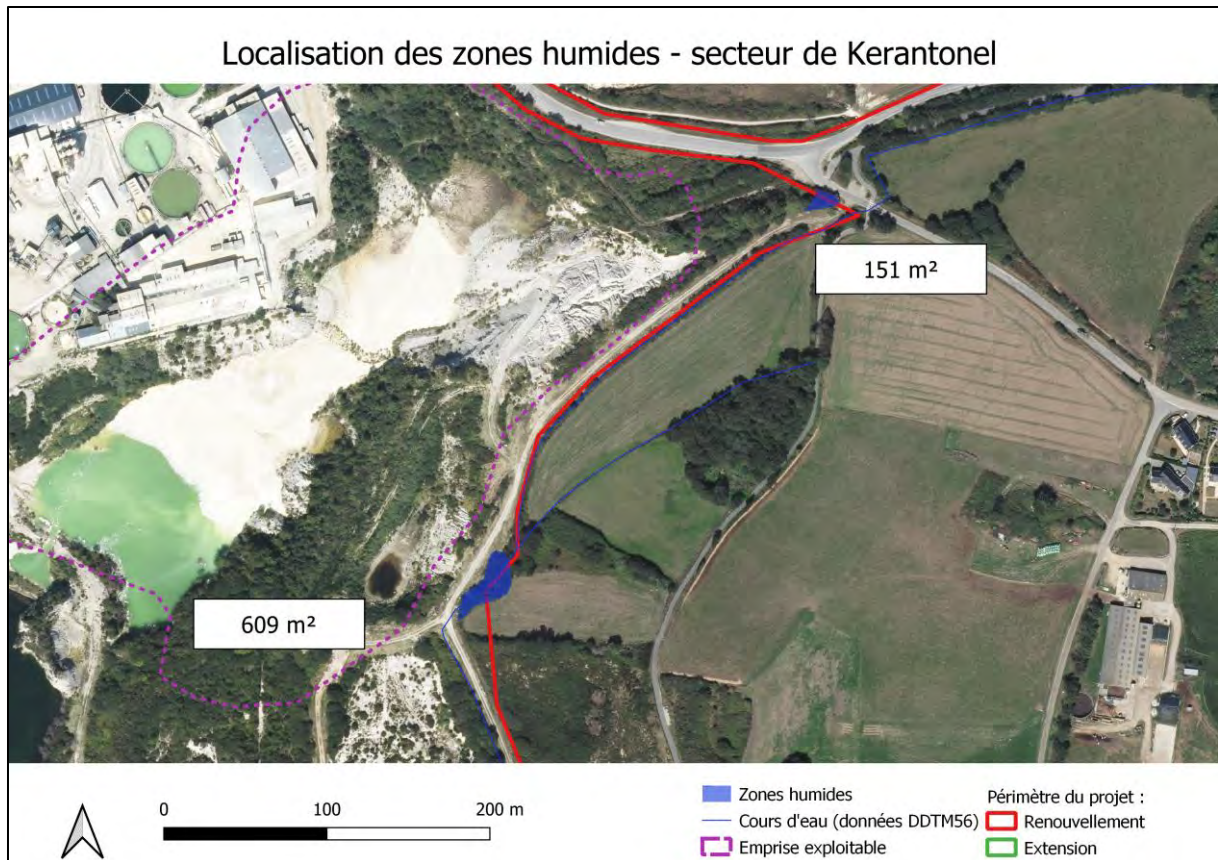 Localisation des zones humides - secteur de Kerantonel
151 m²
609 m²
0 100 200 m
Zones humides
Cours d'eau (données DDTM56)
Emprise exploitable
Périmètre du projet :
Renouvellement
Extension